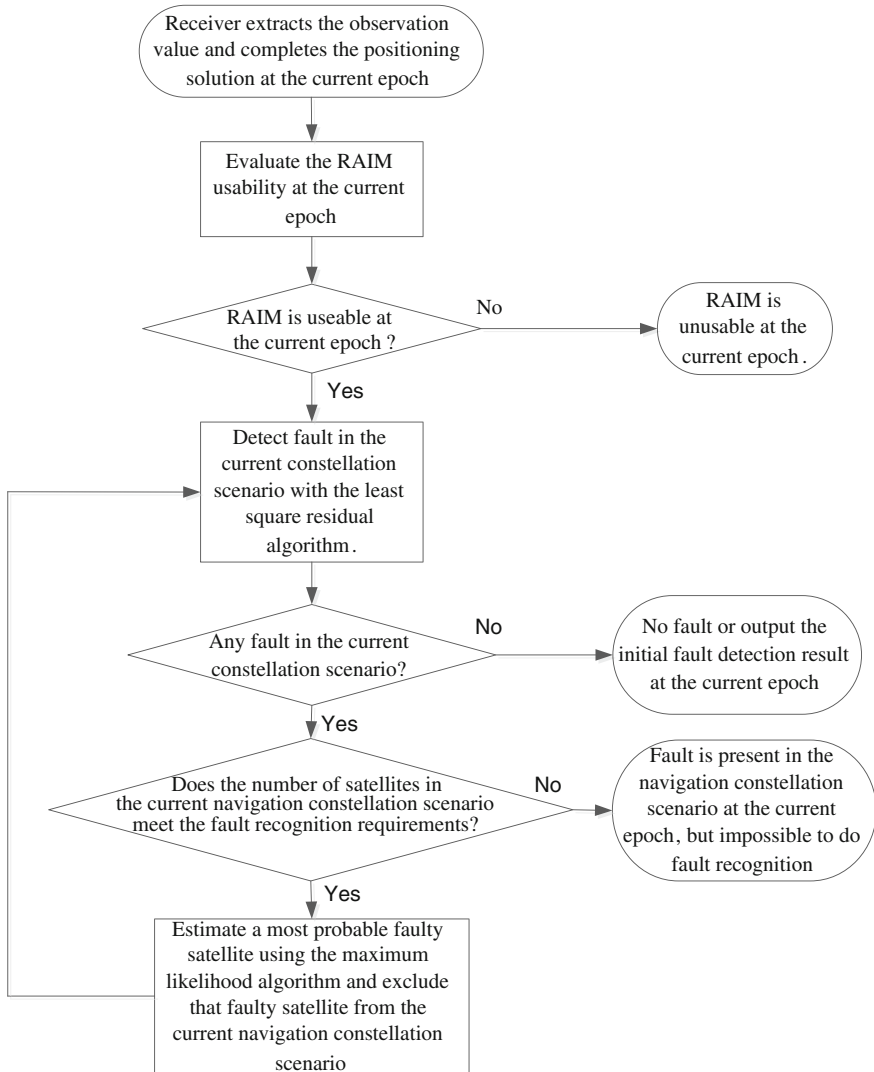 Receiver extracts the observation
value and completes the positioning
solution at the current epoch
Evaluate the RAIM
usability at the current
epoch
RAIM is useable at
the current epoch ?
No
RAIM is
unusable at the
current epoch .
Yes
Detect fault in the
current constellation
scenario with the least
square residual
algorithm .
Any fault in the current
constellation scenario?
No
No fault or output the
initial fault detection result
at the current epoch
Yes
Does the number of satellites in
the current navigation constellation scenario
meet the fault recognition requirements?
No
Fault is present in the
navigation constellation
scenario at the current
epoch, but impossible to do
fault recognition
Yes
Estimate a most probable faulty
satellite using the maximum
likelihood algorithm and exclude
that faulty satellite from the
current navigation constellation
scenario